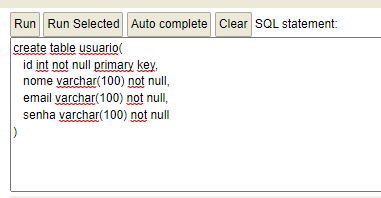 Run Run Selected Auto complete Clear SQL statement:
create table usuario(
id int not null primary key,
nome varchar(100) not null,
email varchar(100) not null,
senha varchar(100) not null
)